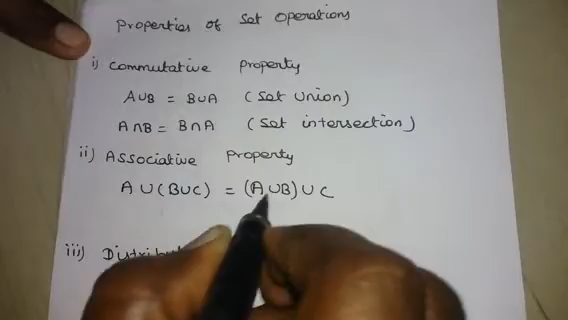 Properties of Set Operations
i) Commutative property
A∪B = B∪A (Set Union)
A∩B = B∩A (Set intersection)
ii) Associative Property
A ∪ (B∪C) = (A∪B) ∪ C
iii)